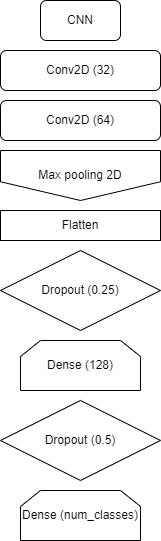 CNN
Conv2D (32)
Conv2D (64)
Max pooling 2D
Flatten
Dropout (0.25)
Dense (128)
Dropout (0.5)
Dense (num_classes)